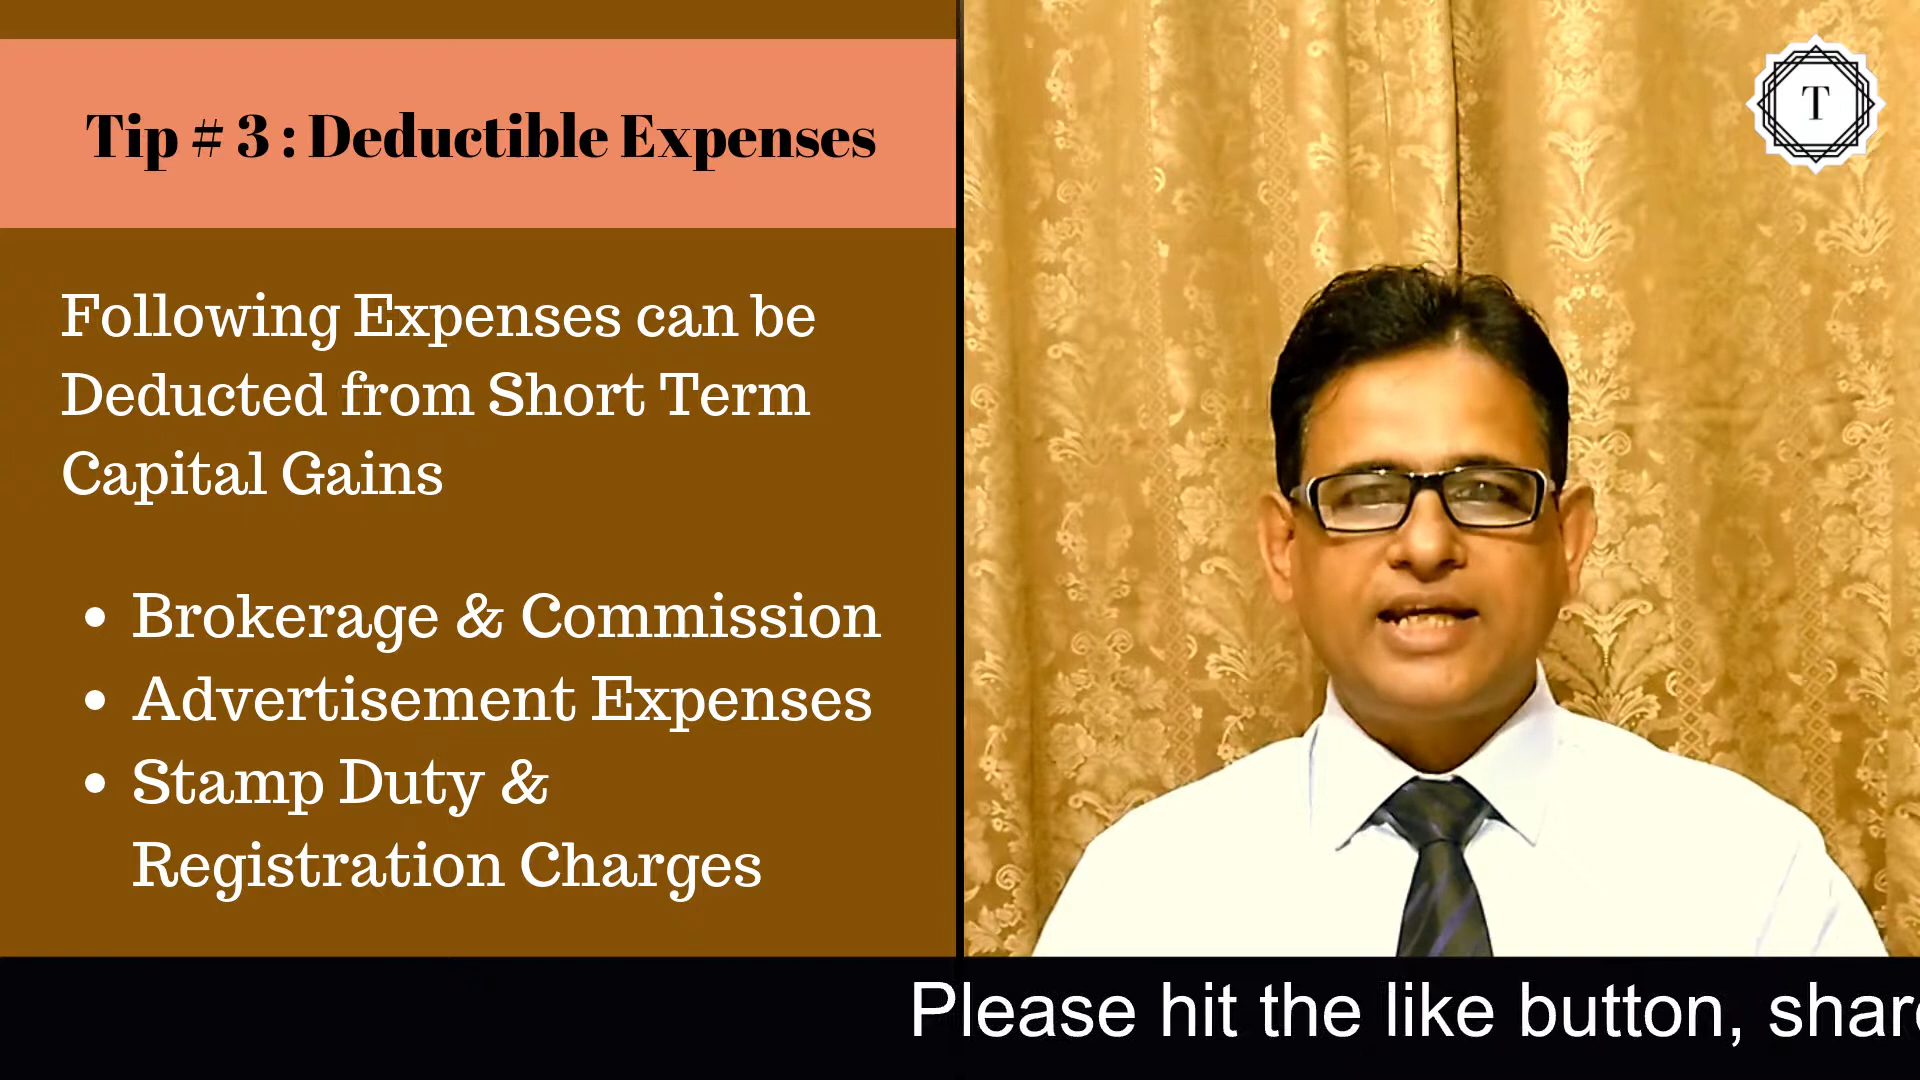 Tip # 3 : Deductible Expenses
Following Expenses can be
Deducted from Short Term
Capital Gains
• Brokerage & Commission
• Advertisement Expenses
• Stamp Duty &
Registration Charges
T
Please hit the like button,